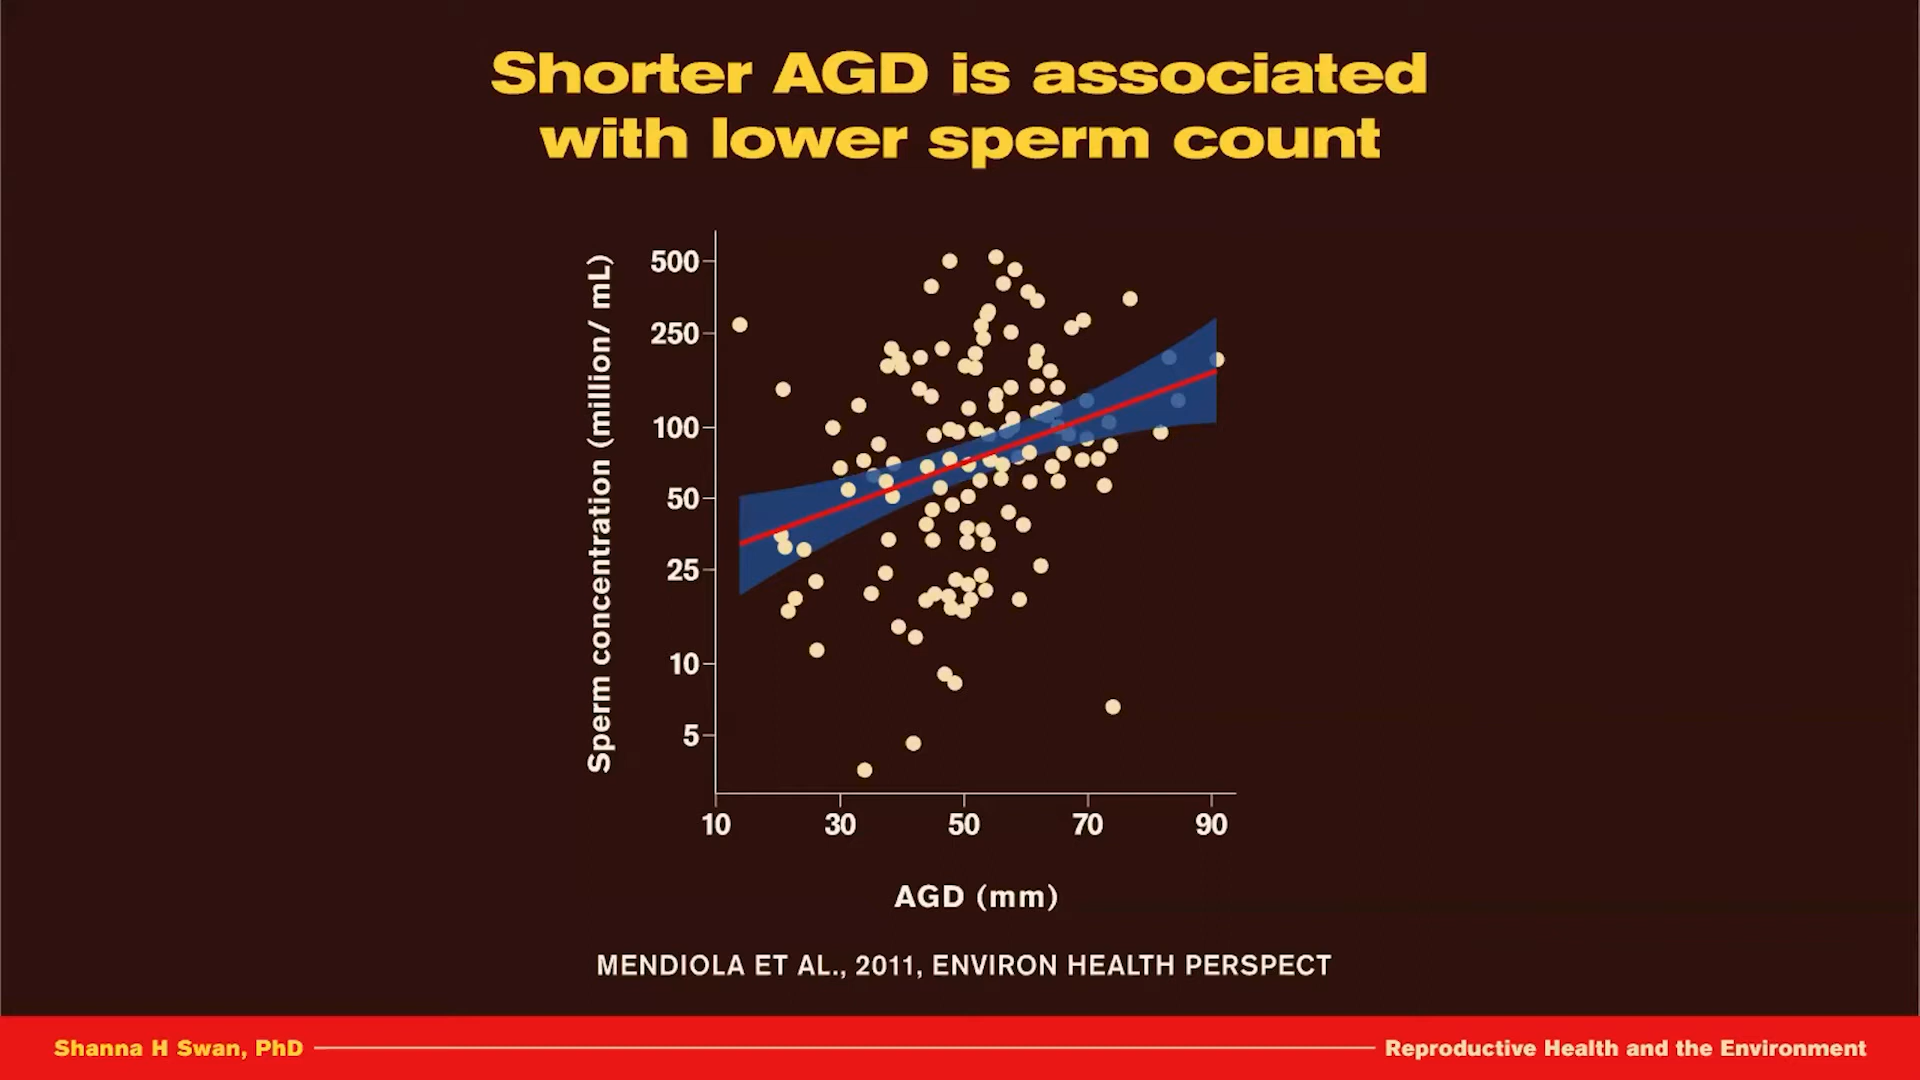 Shorter AGD is associated
with lower sperm count
Sperm concentration (million/ mL)
500
250
100
50
25
10
5
10 30 50 70 90
AGD (mm)
MENDIOLA ET AL., 2011, ENVIRON HEALTH PERSPECT
Shanna H Swan, PhD
Reproductive Health and the Environment